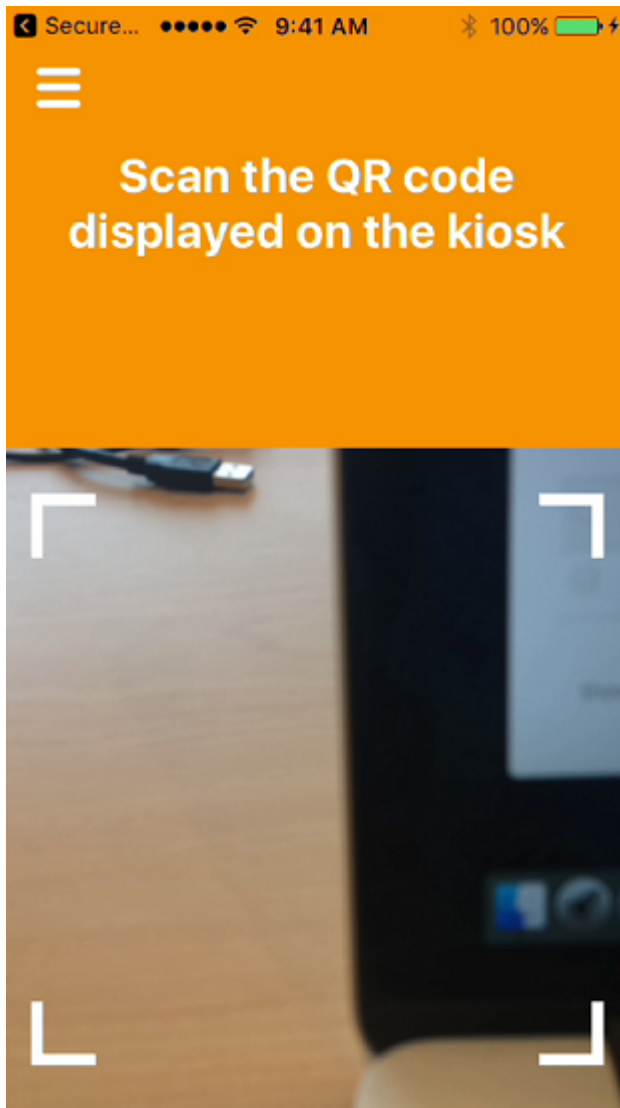 Secure... 9:41 AM 100%
Scan the QR code
displayed on the kiosk